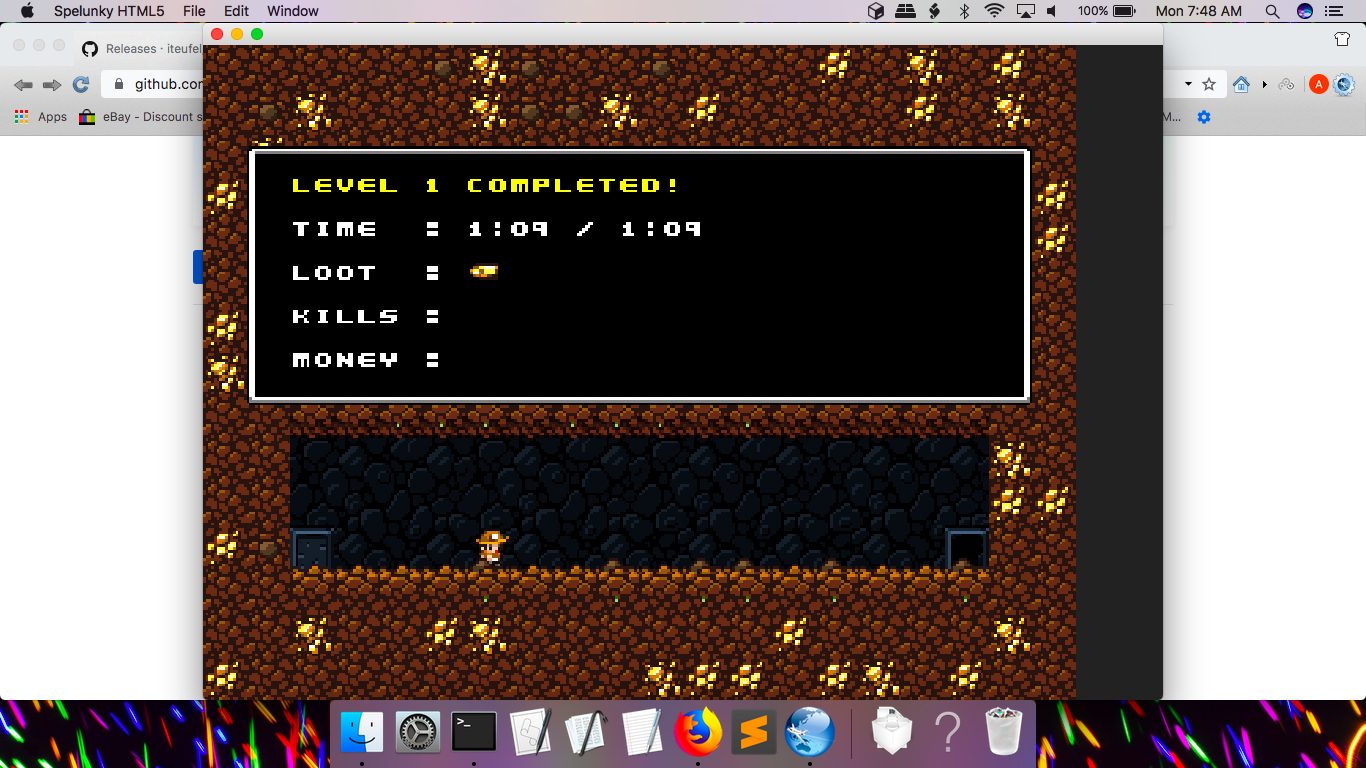 Spelunky HTML5 File Edit Window 100% Mon 7:48 AM
Releases · iteufel
github.com
A
Apps eBay - Discount s M...
LEVEL 1 COMPLETED!
TIME : 1:09 / 1:09
LOOT :
KILLS :
MONEY :
>_
?